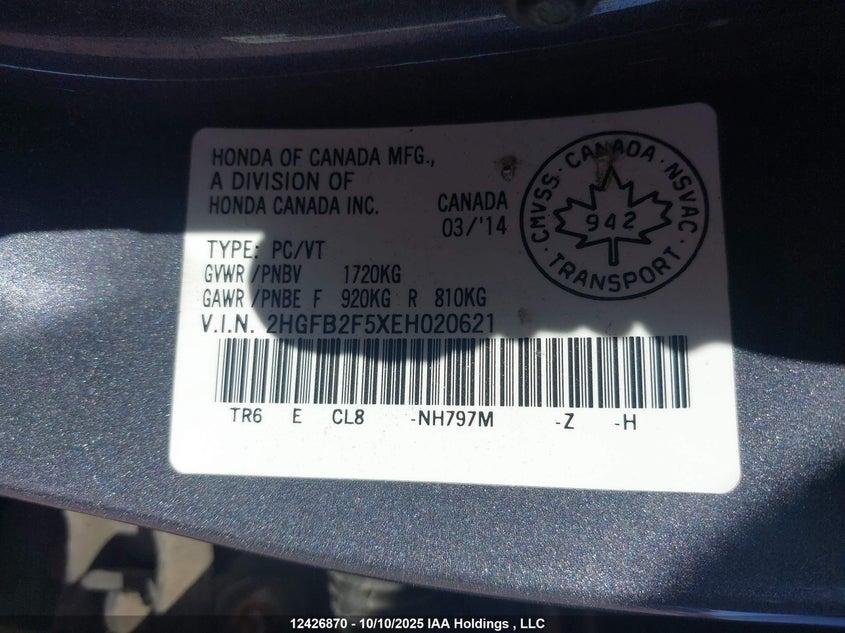 HONDA OF CANADA MFG.,
A DIVISION OF
HONDA CANADA INC.
CANADA
03/'14
CMVSS · CANADA · NSVAC · TRANSPORT ·
942
TYPE: PC/VT
GVWR /PNBV 1720KG
GAWR /PNBE F 920KG R 810KG
V.I.N. 2HGFB2F5XEH020621
TR6 E CL8 -NH797M -Z -H
12426870 - 10/10/2025 IAA Holdings , LLC